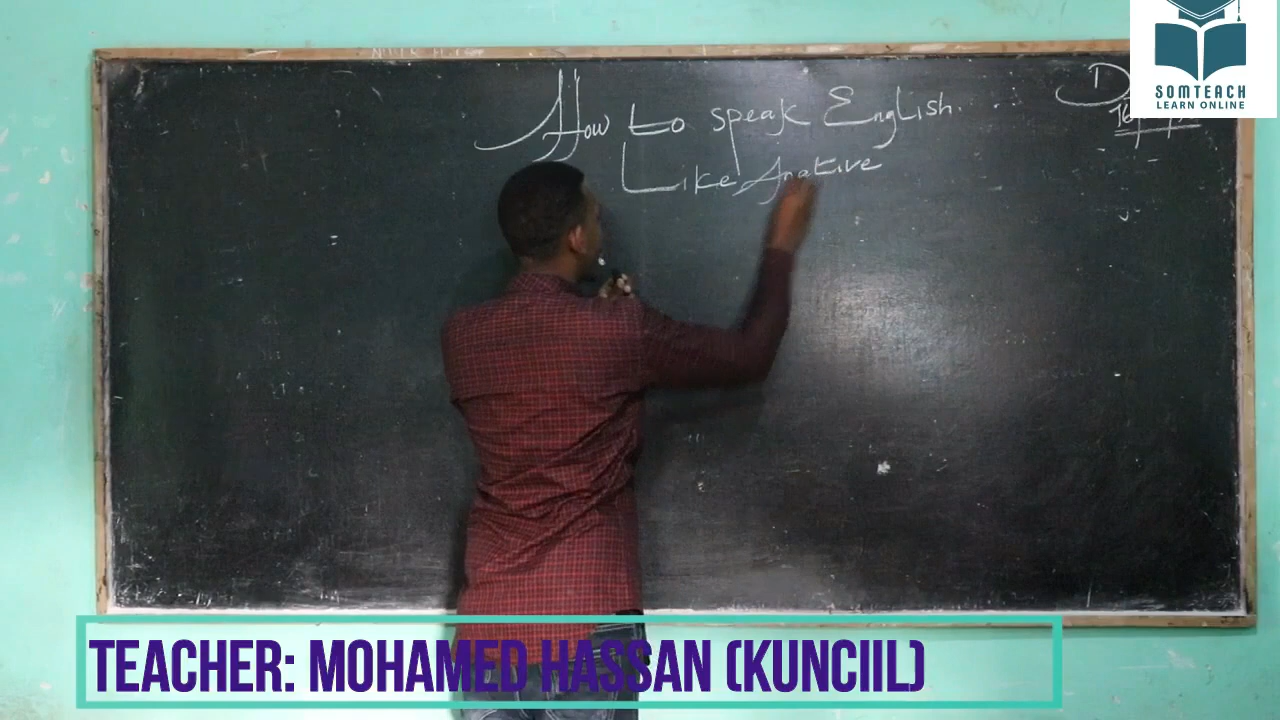 How to speak English.
Like A native
SOMTEACH
LEARN ONLINE
TEACHER: MOHAMED HASSAN (KUNCIIL)